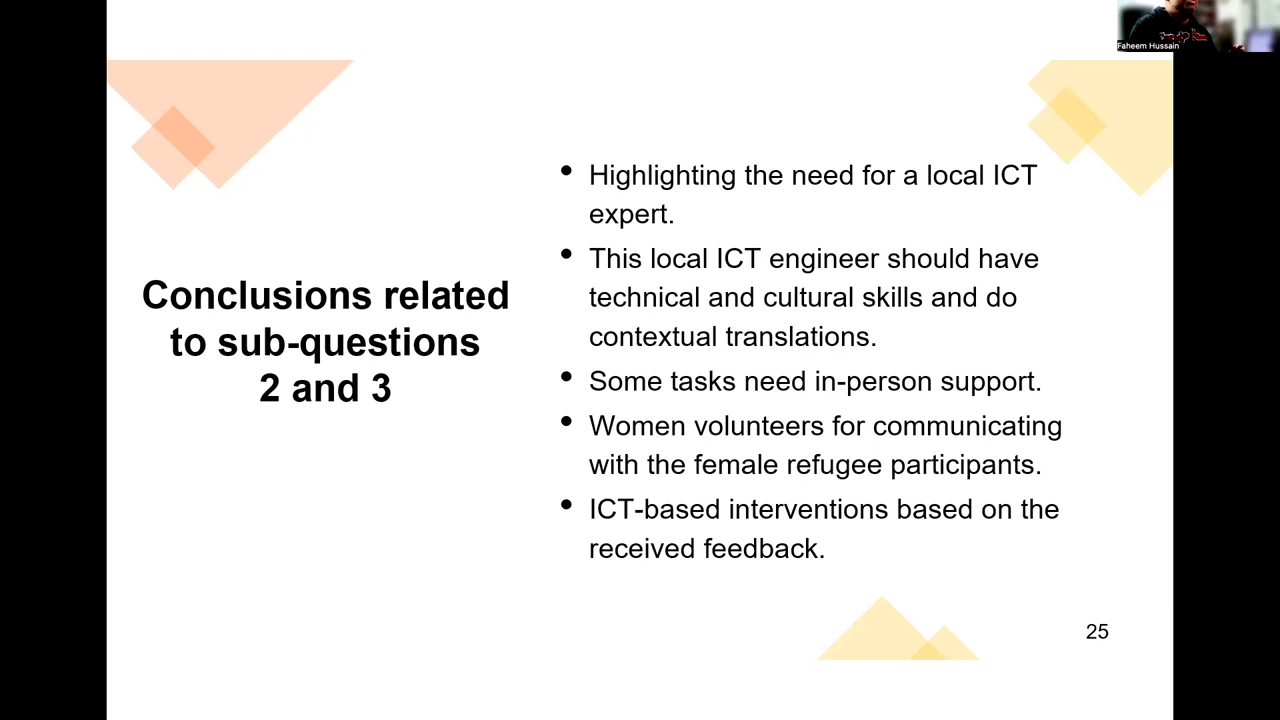 Faheem Hussain
Conclusions related
to sub-questions
2 and 3
• Highlighting the need for a local ICT
expert.
• This local ICT engineer should have
technical and cultural skills and do
contextual translations.
• Some tasks need in-person support.
• Women volunteers for communicating
with the female refugee participants.
• ICT-based interventions based on the
received feedback.
25